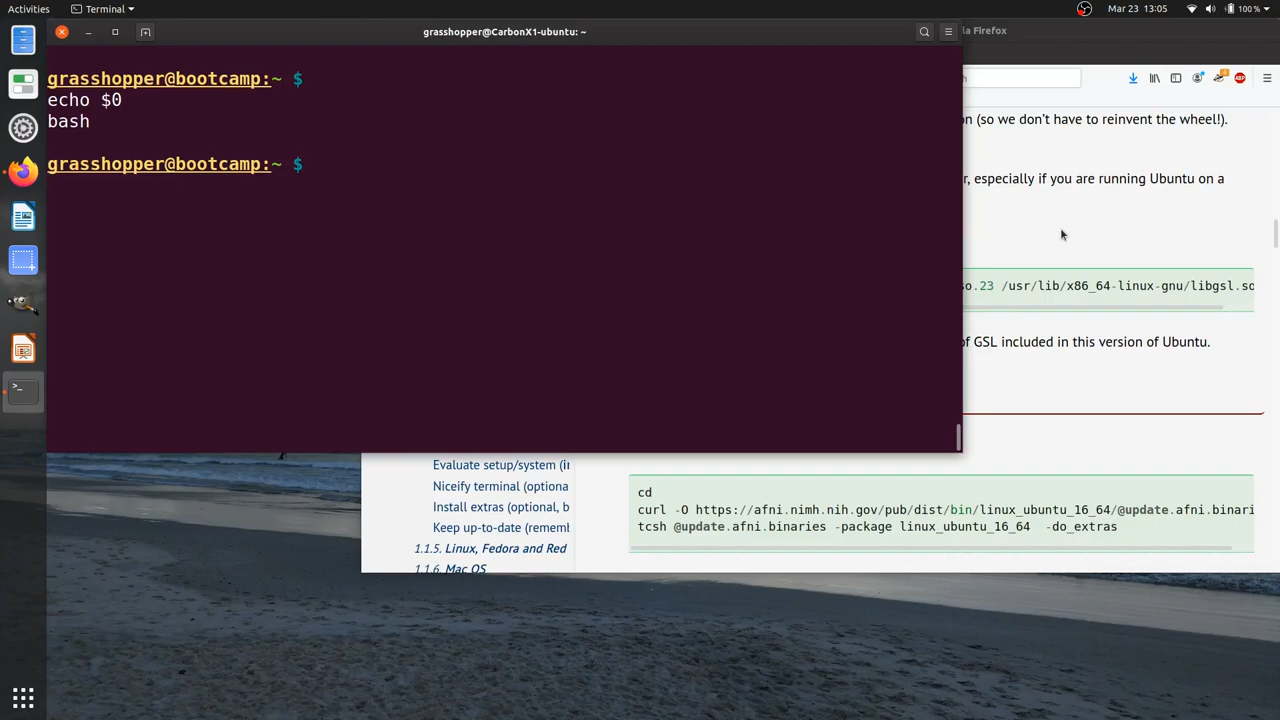 Activities
Terminal
Mar 23 13:05
100 %
grasshopper@CarbonX1-ubuntu: ~
a Firefox
grasshopper@bootcamp:~ $
echo $0
bash
grasshopper@bootcamp:~ $
h
4
ABP
on (so we don't have to reinvent the wheel!).
r, especially if you are running Ubuntu on a
so.23 /usr/lib/x86_64-linux-gnu/libgsl.so
of GSL included in this version of Ubuntu.
Evaluate setup/system (in
Niceify terminal (optiona
Install extras (optional, b
Keep up-to-date (rememb
1.1.5. Linux, Fedora and Red
1.1.6. Mac OS
cd
curl -O https://afni.nimh.nih.gov/pub/dist/bin/linux_ubuntu_16_64/@update.afni.binari
tcsh @update.afni.binaries -package linux_ubuntu_16_64 -do_extras